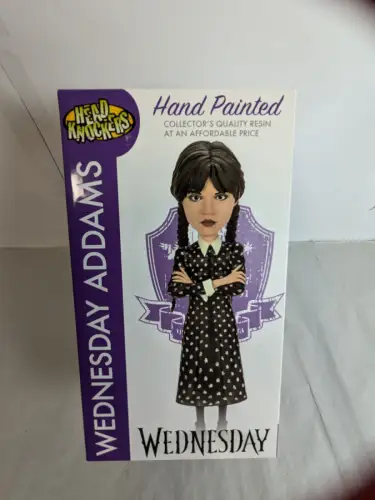 HEAD
KNOCKERS
Hand Painted
COLLECTOR'S QUALITY RESIN
AT AN AFFORDABLE PRICE
WEDNESDAY ADDAMS
WEDNESDAY